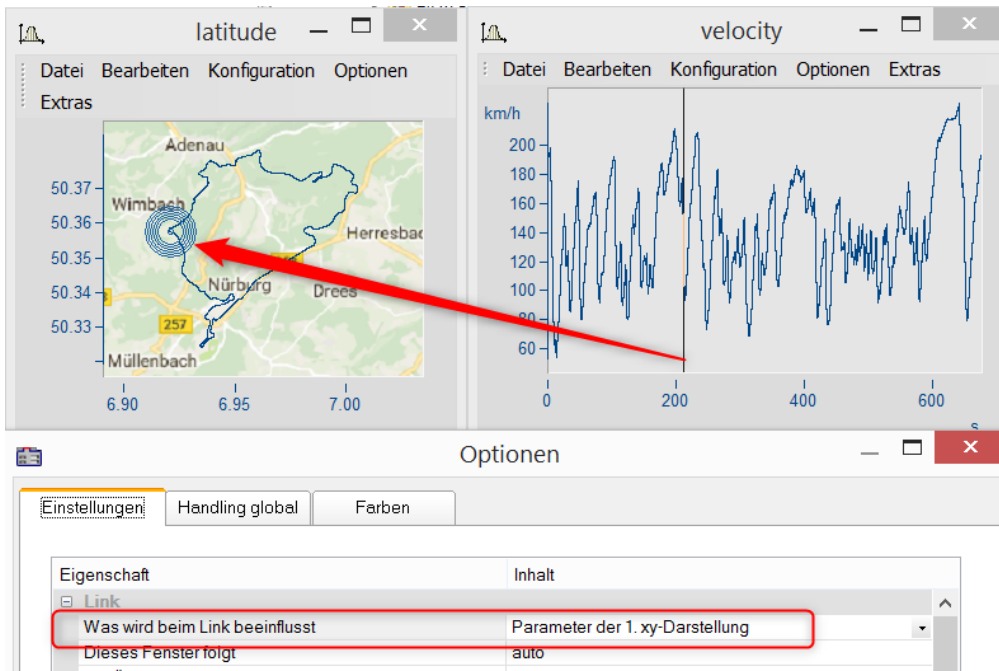 latitude
Datei Bearbeiten Konfiguration Optionen
Extras
Adenau
50.37
Wimbach
50.36
Herresbac
50.35
Nürburg
50.34
Drees
50.33
257
Müllenbach
6.90 6.95 7.00
velocity
Datei Bearbeiten Konfiguration Optionen Extras
km/h
200
180
160
140
120
100
80
60
0 200 400 600
s
Optionen
Einstellungen Handling global Farben
Eigenschaft Inhalt
Link
Was wird beim Link beeinflusst Parameter der 1. xy-Darstellung
Dieses Fenster folgt auto